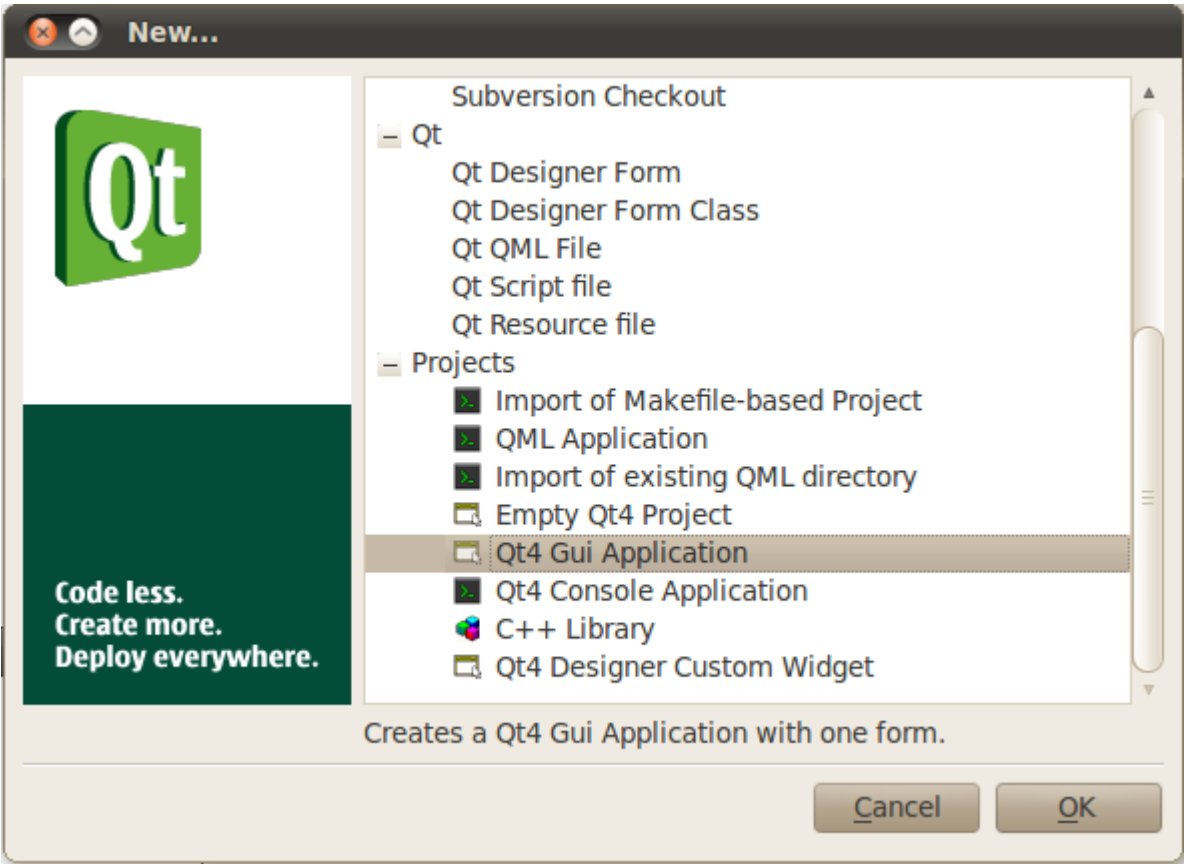 New...
Qt
Subversion Checkout
Qt
Qt Designer Form
Qt Designer Form Class
Qt QML File
Qt Script file
Qt Resource file
Projects
Import of Makefile-based Project
QML Application
Import of existing QML directory
Empty Qt4 Project
Qt4 Gui Application
Qt4 Console Application
C++ Library
Qt4 Designer Custom Widget
Code less.
Create more.
Deploy everywhere.
Creates a Qt4 Gui Application with one form.
Cancel
OK